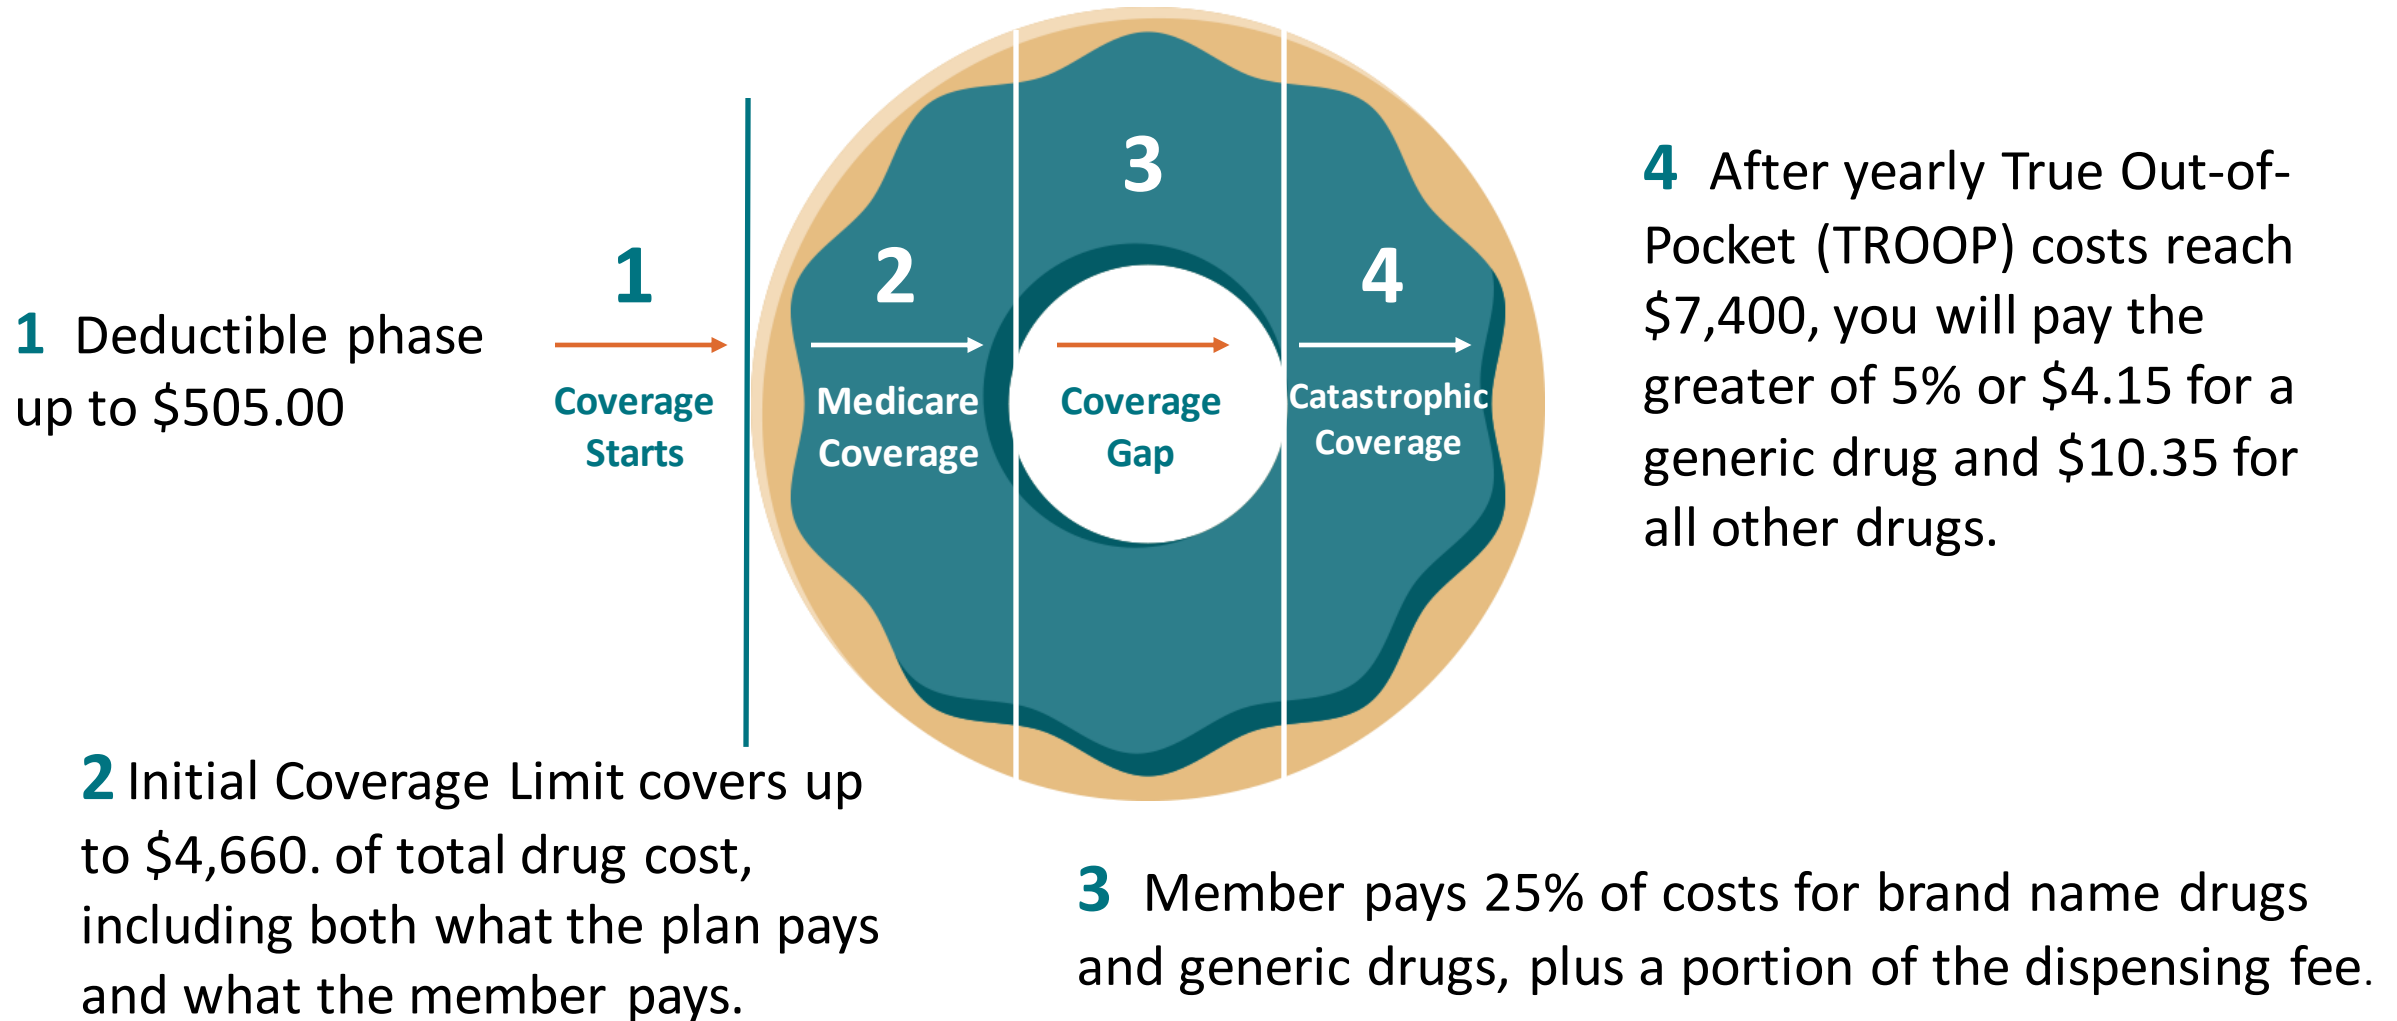 1 Deductible phase
up to $505.00
1
Coverage
Starts
2
Medicare
Coverage
3
Coverage
Gap
4
Catastrophic
Coverage
4 After yearly True Out-of-
Pocket (TROOP) costs reach
$7,400, you will pay the
greater of 5% or $4.15 for a
generic drug and $10.35 for
all other drugs.
2 Initial Coverage Limit covers up
to $4,660. of total drug cost,
including both what the plan pays
and what the member pays.
3 Member pays 25% of costs for brand name drugs
and generic drugs, plus a portion of the dispensing fee.